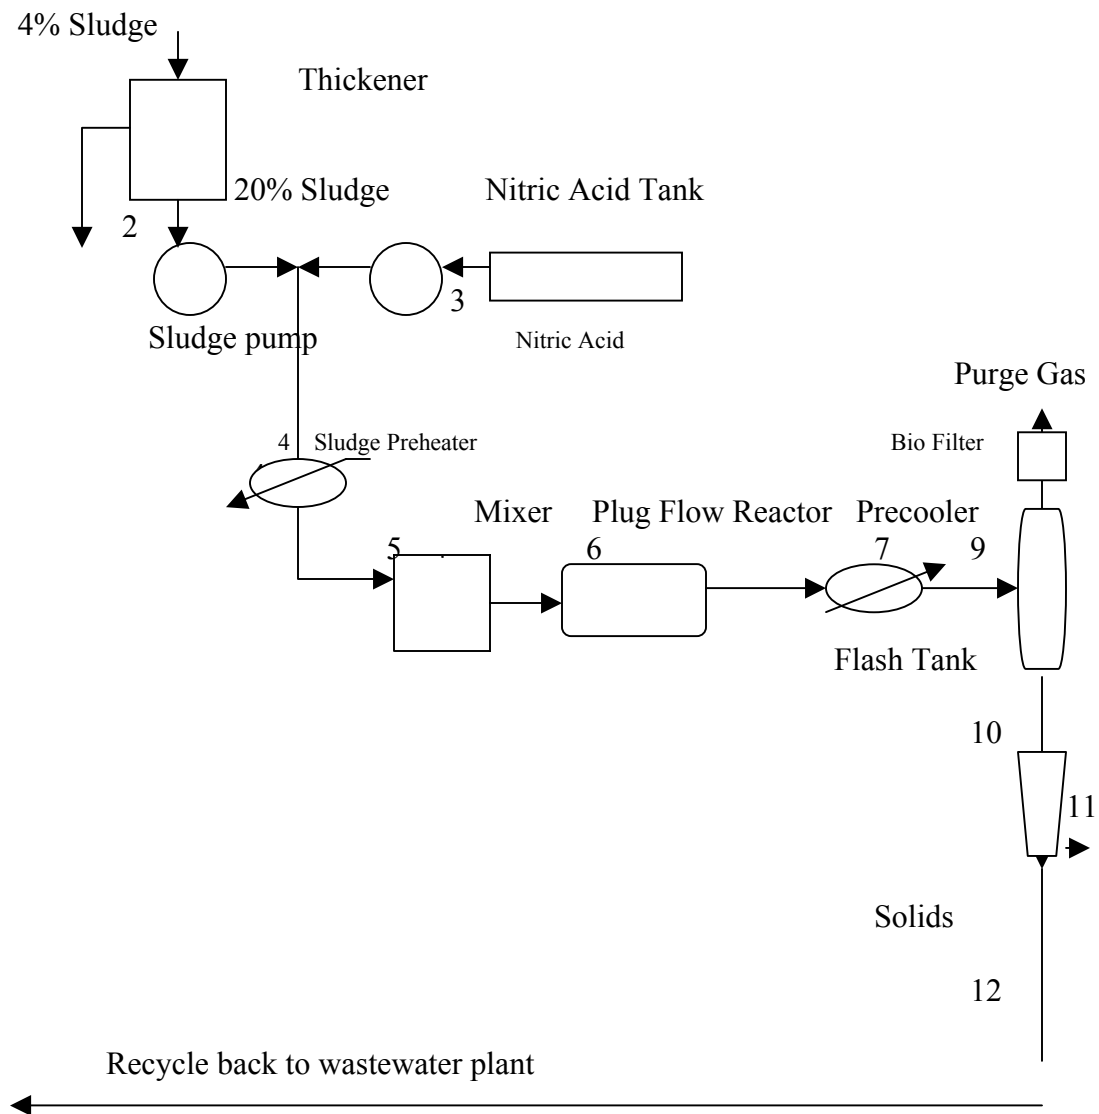 4% Sludge
Thickener
20% Sludge
Nitric Acid Tank
2
3
Sludge pump
Nitric Acid
Purge Gas
4
Sludge Preheater
Bio Filter
Mixer
Plug Flow Reactor
Precooler
5
6
7
9
Flash Tank
10
11
Solids
12
Recycle back to wastewater plant